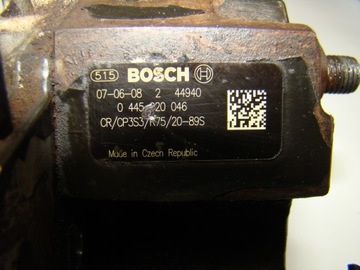 515 BOSCH
07-06-08 2 44940
0 445 020 046
CR/CP3S3/R75/20-89S
Made in Czech Republic